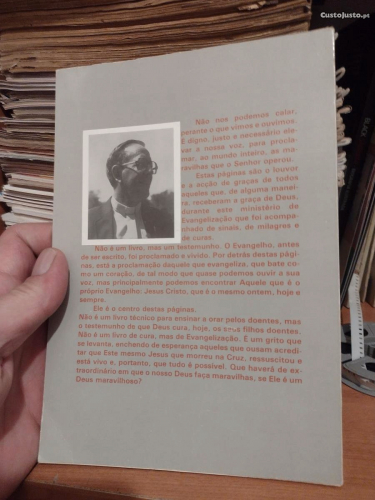 CustoJusto.pt
Não nos podemos calar,
perante o que vimos e ouvimos.
É digno, justo e necessário ele-
var a nossa voz, para procla-
mar, ao mundo inteiro, as ma-
ravilhas que o Senhor operou.
Estas páginas são o louvor
e a acção de graças de todos
aqueles que, de alguma manei-
ra, receberam a graça de Deus,
durante este ministério de
Evangelização que foi acompa-
nhado de sinais, de milagres e
de curas.
Não é um livro, mas um testemunho. O Evangelho, antes
de ser escrito, foi proclamado e vivido. Por detrás destas pá-
ginas, está a proclamação daquele que evangeliza, que bate co-
mo um coração, de tal modo que quase podemos ouvir a sua
voz, mas principalmente podemos encontrar Aquele que é o
próprio Evangelho: Jesus Cristo, que é o mesmo ontem, hoje e
sempre.
Ele é o centro destas páginas.
Não é um livro técnico para ensinar a orar pelos doentes, mas
o testemunho de que Deus cura, hoje, os seus filhos doentes.
Não é um livro de cura, mas de Evangelização. É um grito que
se levanta, enchendo de esperança aqueles que ousam acredi-
tar que Este mesmo Jesus que morreu na Cruz, ressuscitou e
está vivo e, portanto, que tudo é possível. Que haverá de ex-
traordinário em que o nosso Deus faça maravilhas, se Ele é um
Deus maravilhoso?